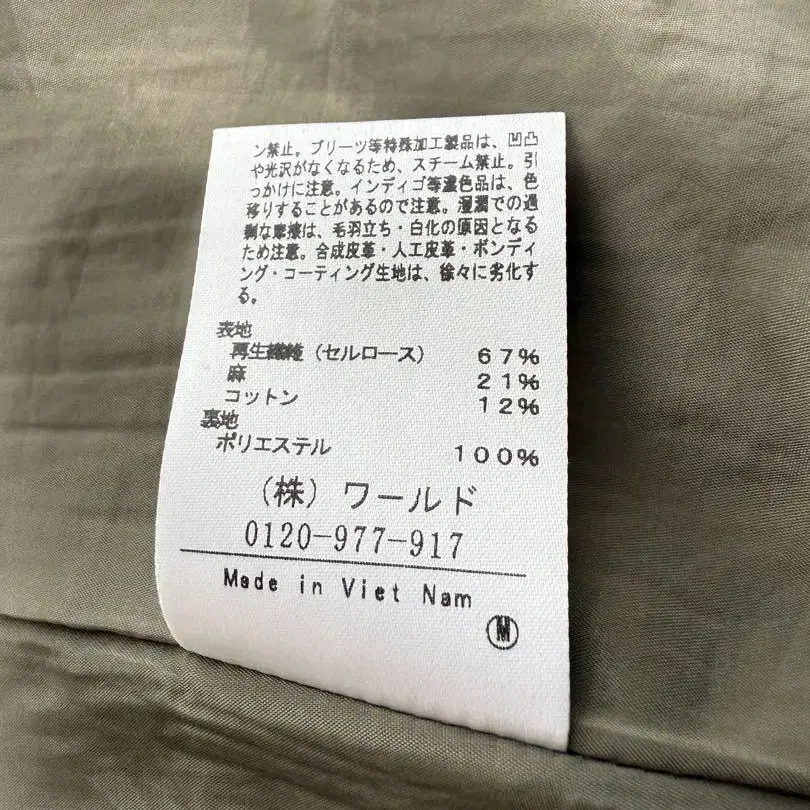 ン禁止。プリーツ等特殊加工製品は、凹凸
や光沢がなくなるため、スチーム禁止。引
っかけに注意。インディゴ等濃色品は、色
移りすることがあるので注意。湿潤での過
剰な摩擦は、毛羽立ち・白化の原因となる
ため注意。合成皮革・人工皮革・ボンディ
ング・コーティング生地は、徐々に劣化す
る。
表地
再生繊維（セルロース） 67%
麻 21%
コットン 12%
裏地
ポリエステル 100%
（株）ワールド
0120-977-917
Made in Viet Nam
M